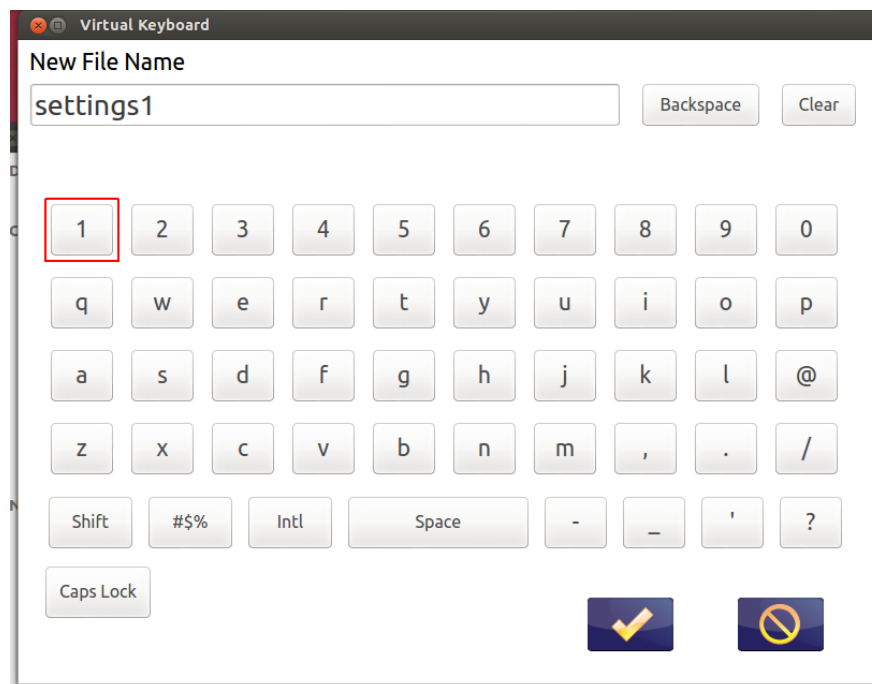 Virtual Keyboard
New File Name
settings1 Backspace Clear
1 2 3 4 5 6 7 8 9 0
q w e r t y u i o p
a s d f g h j k l @
z x c v b n m , . /
Shift #$% Intl Space - _ ' ?
Caps Lock